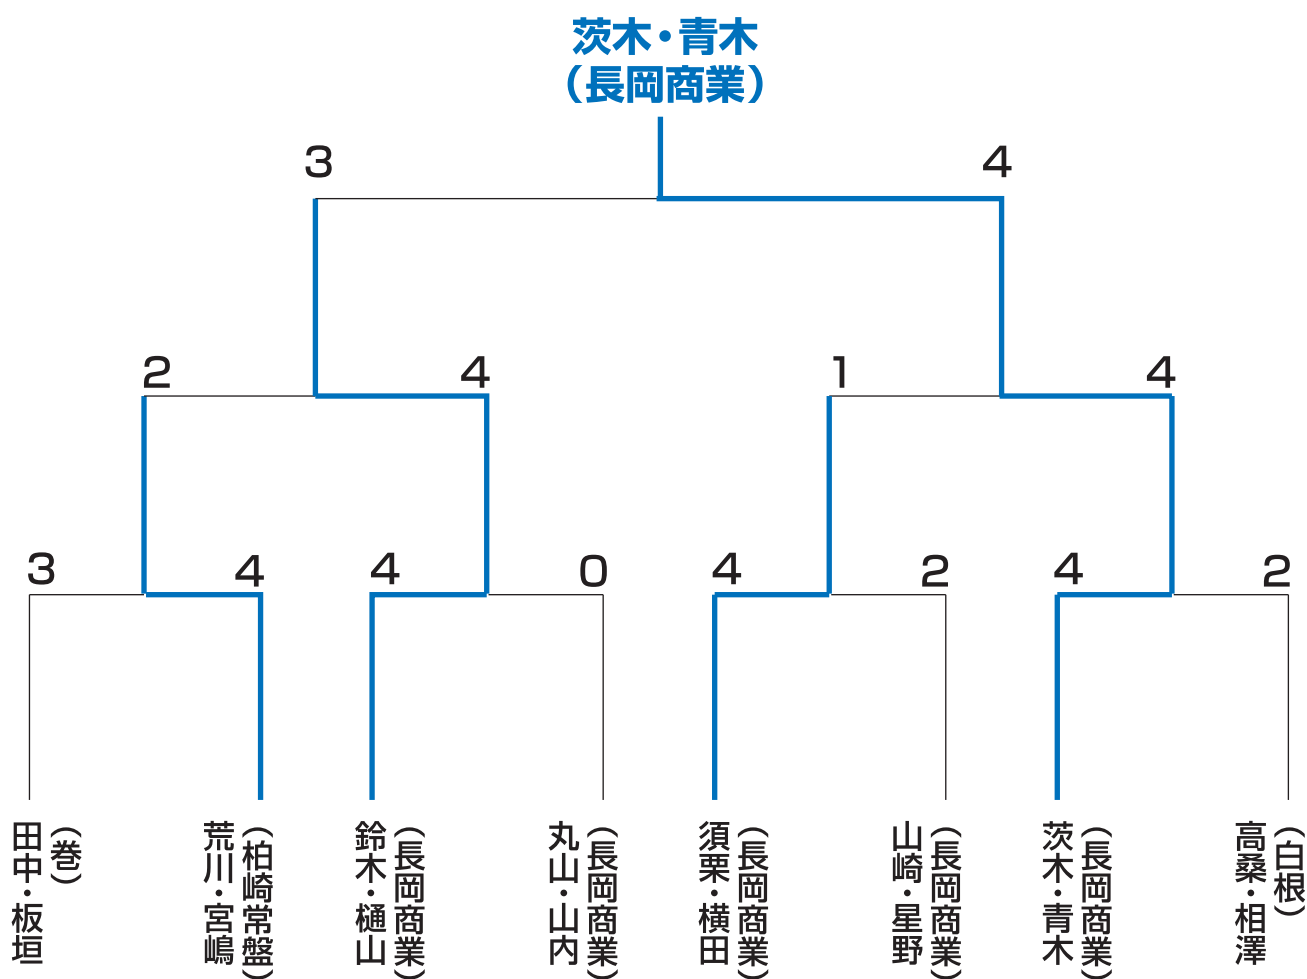 茨木・青木
（長岡商業）
3
4
2
4
1
4
3
4
4
0
4
2
4
2
田中・板垣
（巻）
荒川・宮嶋
（柏崎常盤）
鈴木・樋山
（長岡商業）
丸山・山内
（長岡商業）
須栗・横田
（長岡商業）
山崎・星野
（長岡商業）
茨木・青木
（長岡商業）
高桑・相澤
（白根）